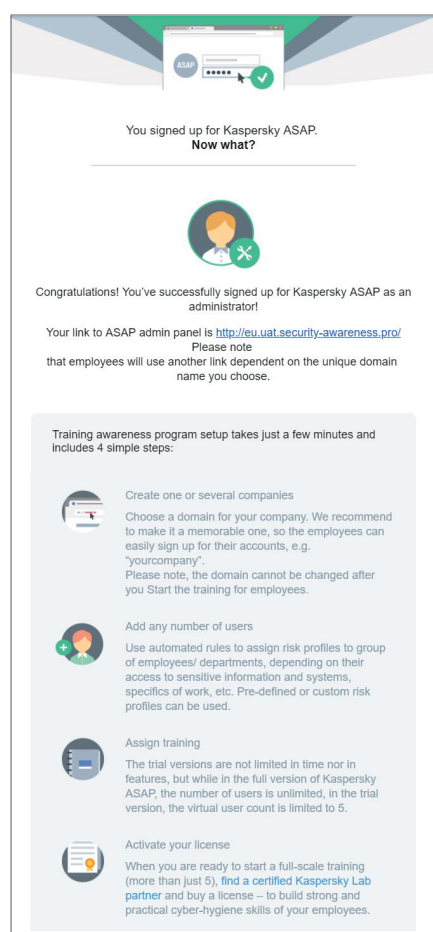 ASAP
You signed up for Kaspersky ASAP.
Now what?
Congratulations! You've successfully signed up for Kaspersky ASAP as an
administrator!
Your link to ASAP admin panel is http://eu.uat.security-awareness.pro/
Please note
that employees will use another link dependent on the unique domain
name you choose.
Training awareness program setup takes just a few minutes and
includes 4 simple steps:
Create one or several companies
Choose a domain for your company. We recommend
to make it a memorable one, so the employees can
easily sign up for their accounts, e.g.
"yourcompany".
Please note, the domain cannot be changed after
you Start the training for employees.
Add any number of users
Use automated rules to assign risk profiles to group
of employees/ departments, depending on their
access to sensitive information and systems,
specifics of work, etc. Pre-defined or custom risk
profiles can be used.
Assign training
The trial versions are not limited in time nor in
features, but while in the full version of Kaspersky
ASAP, the number of users is unlimited, in the trial
version, the virtual user count is limited to 5.
Activate your license
When you are ready to start a full-scale training
(more than just 5), find a certified Kaspersky Lab
partner and buy a license – to build strong and
practical cyber-hygiene skills of your employees.